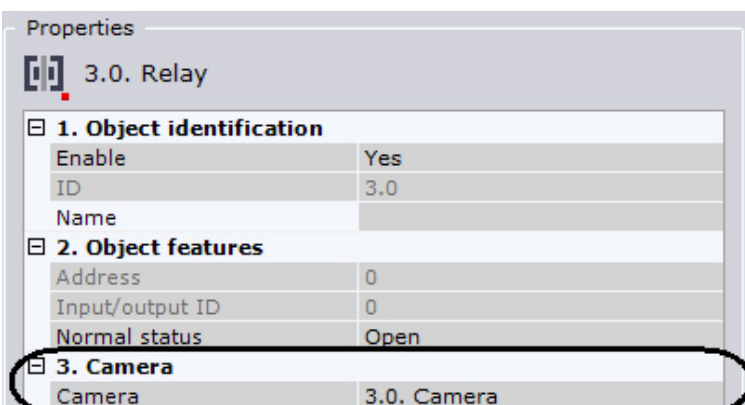 Properties
3.0. Relay
1. Object identification
Enable Yes
ID 3.0
Name
2. Object features
Address 0
Input/output ID 0
Normal status Open
3. Camera
Camera 3.0. Camera